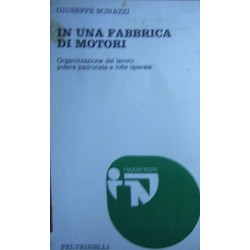 GIUSEPPE BONAZZI
IN UNA FABBRICA
DI MOTORI
Organizzazione del lavoro
potere padronale e lotte operaie
FELTRINELLI